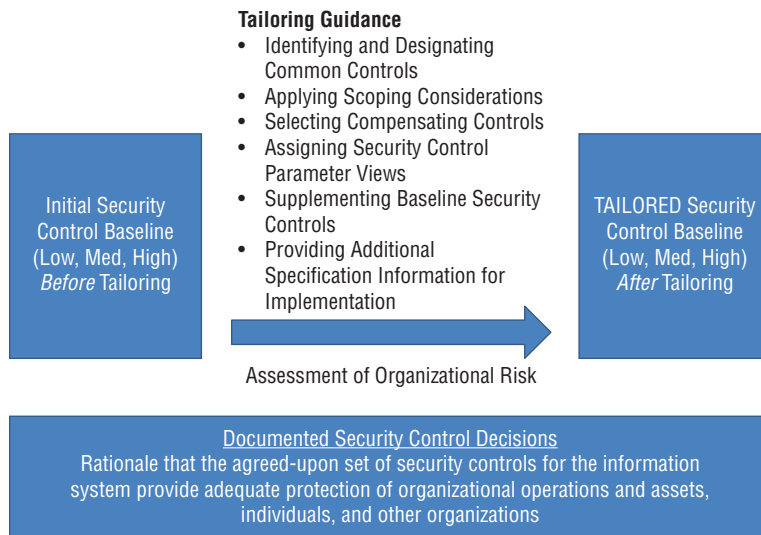 Tailoring Guidance
• Identifying and Designating
Common Controls
• Applying Scoping Considerations
• Selecting Compensating Controls
• Assigning Security Control
Parameter Views
• Supplementing Baseline Security
Controls
• Providing Additional
Specification Information for
Implementation
Initial Security
Control Baseline
(Low, Med, High)
Before Tailoring
TAILORED Security
Control Baseline
(Low, Med, High)
After Tailoring
Assessment of Organizational Risk
Documented Security Control Decisions
Rationale that the agreed-upon set of security controls for the information
system provide adequate protection of organizational operations and assets,
individuals, and other organizations